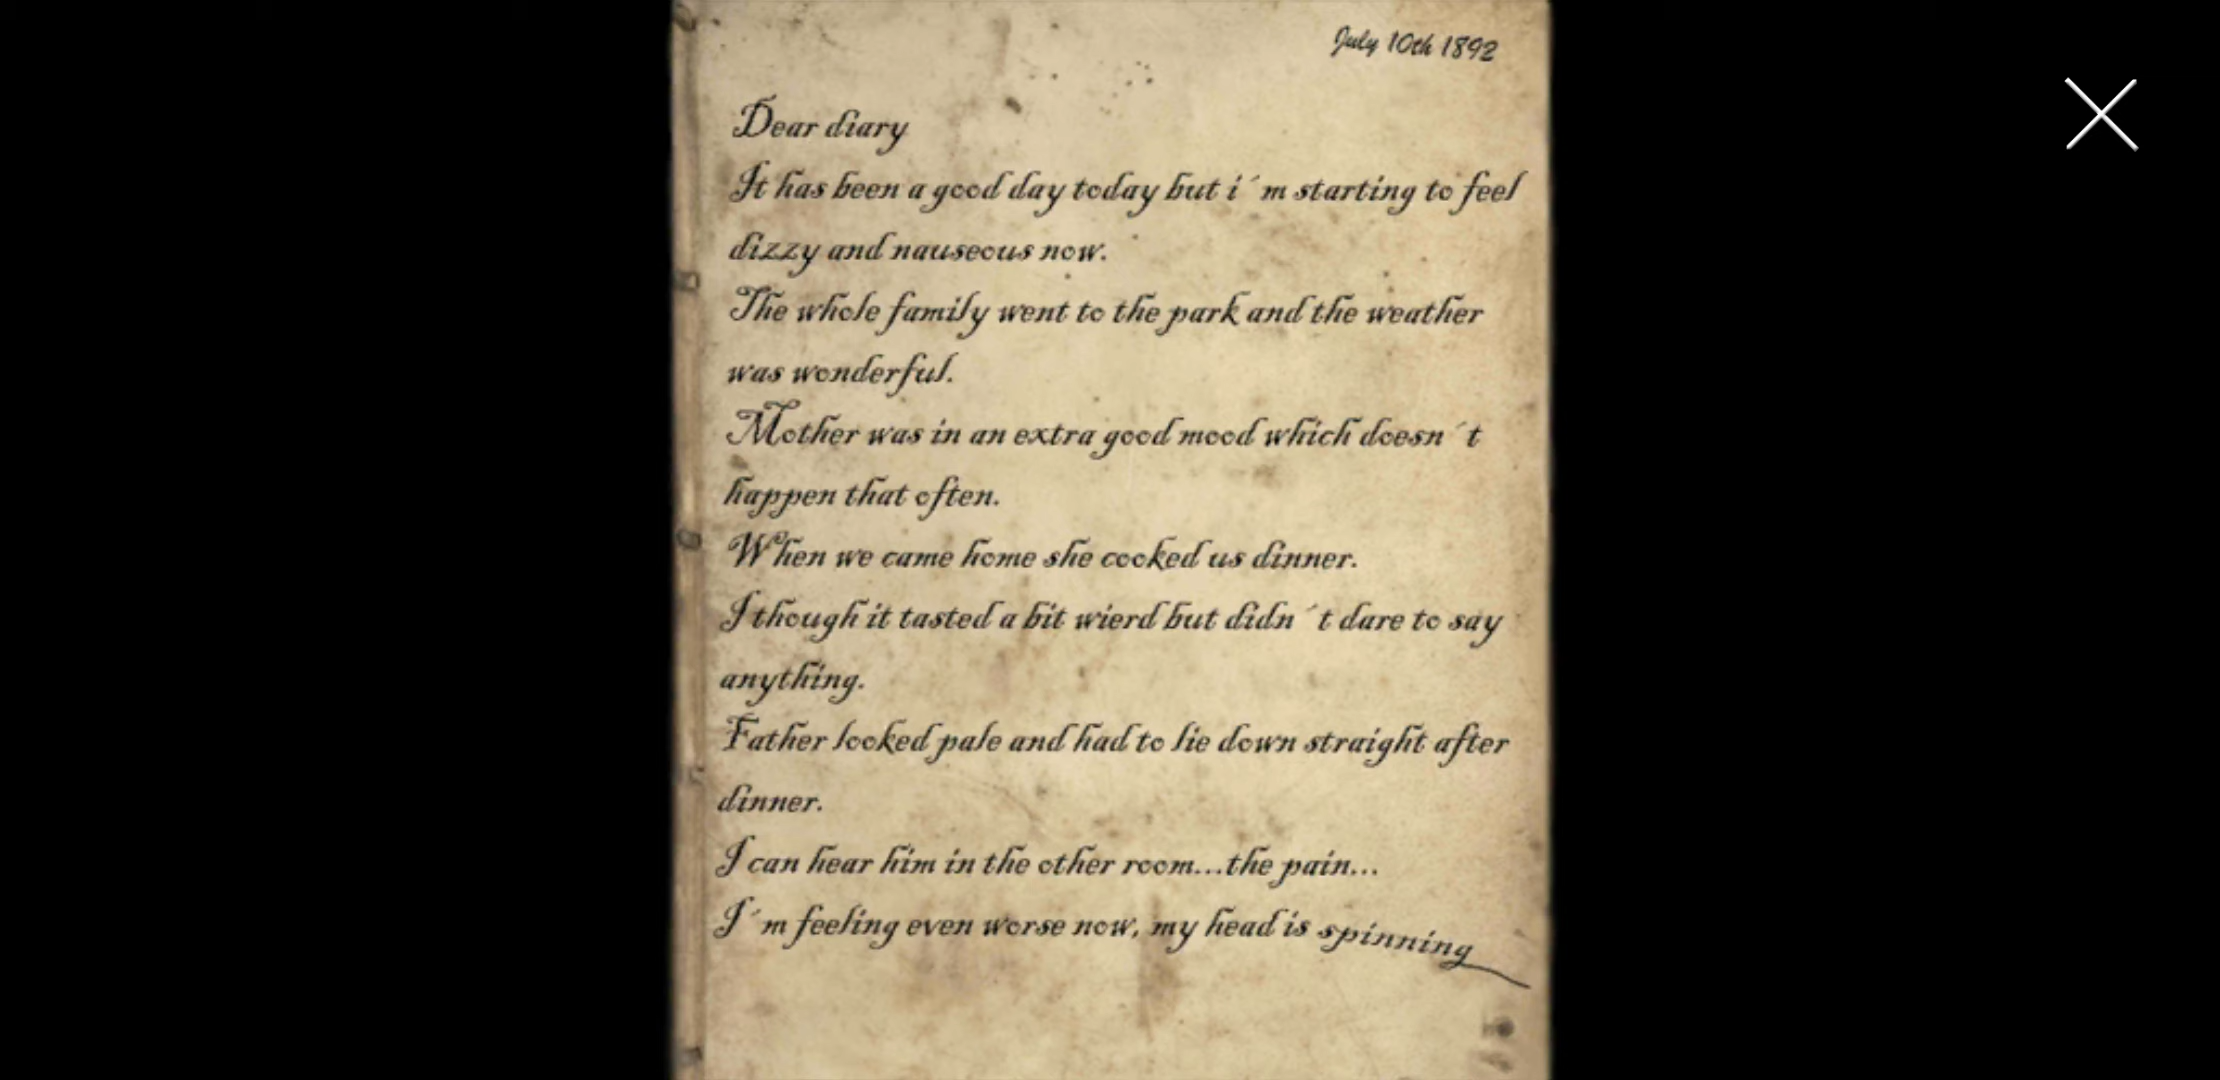 July 10th 1892
Dear diary
It has been a good day today but i´m starting to feel
dizzy and nauseous now.
The whole family went to the park and the weather
was wonderful.
Mother was in an extra good mood which doesn´t
happen that often.
When we came home she cooked us dinner.
I though it tasted a bit wierd but didn´t dare to say
anything.
Father looked pale and had to lie down straight after
dinner.
I can hear him in the other room...the pain...
I´m feeling even worse now, my head is spinning